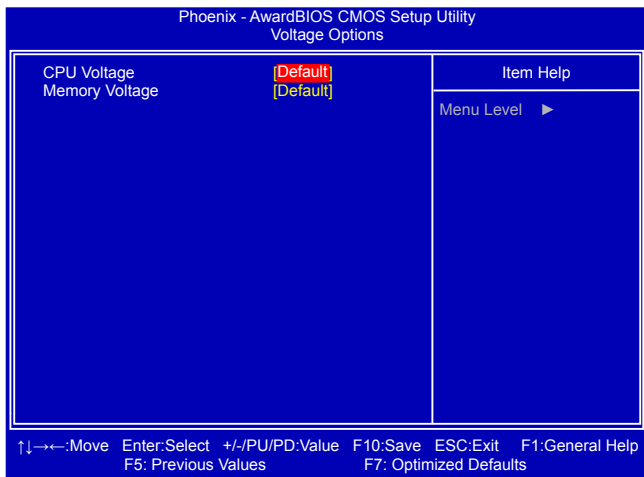 Phoenix - AwardBIOS CMOS Setup Utility
Voltage Options
CPU Voltage [Default]
Memory Voltage [Default]
Item Help
Menu Level ►
↑↓→←:Move Enter:Select +/-/PU/PD:Value F10:Save ESC:Exit F1:General Help
F5: Previous Values F7: Optimized Defaults